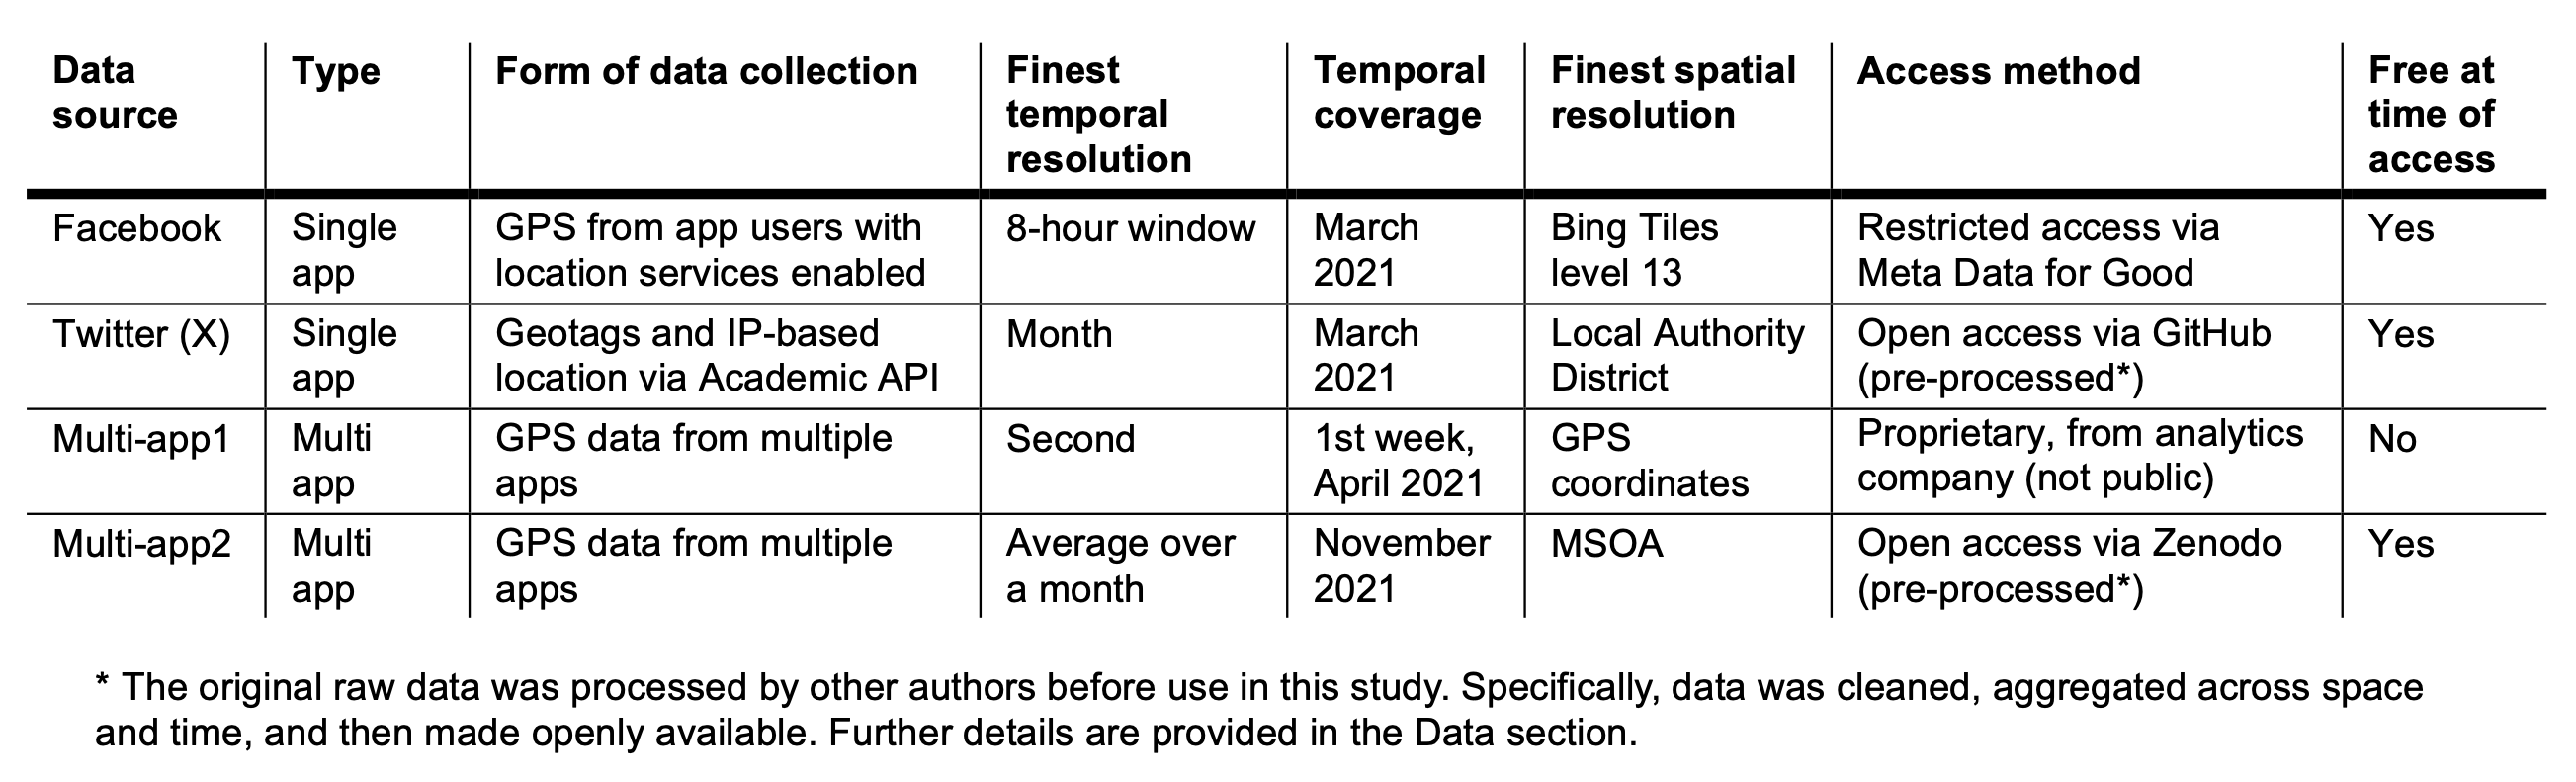 Data source
Type
Form of data collection
Finest temporal resolution
Temporal coverage
Finest spatial resolution
Access method
Free at time of access
Facebook
Single app
GPS from app users with
location services enabled
8-hour window
March 2021
Bing Tiles level 13
Restricted access via
Meta Data for Good
Yes
Twitter (X)
Single app
Geotags and IP-based
location via Academic API
Month
March 2021
Local Authority District
Open access via GitHub
(pre-processed*)
Yes
Multi-app1
Multi app
GPS data from multiple
apps
Second
1st week,
April 2021
GPS coordinates
Proprietary, from analytics
company (not public)
No
Multi-app2
Multi app
GPS data from multiple
apps
Average over
a month
November 2021
MSOA
Open access via Zenodo
(pre-processed*)
Yes
* The original raw data was processed by other authors before use in this study. Specifically, data was cleaned, aggregated across space
and time, and then made openly available. Further details are provided in the Data section.